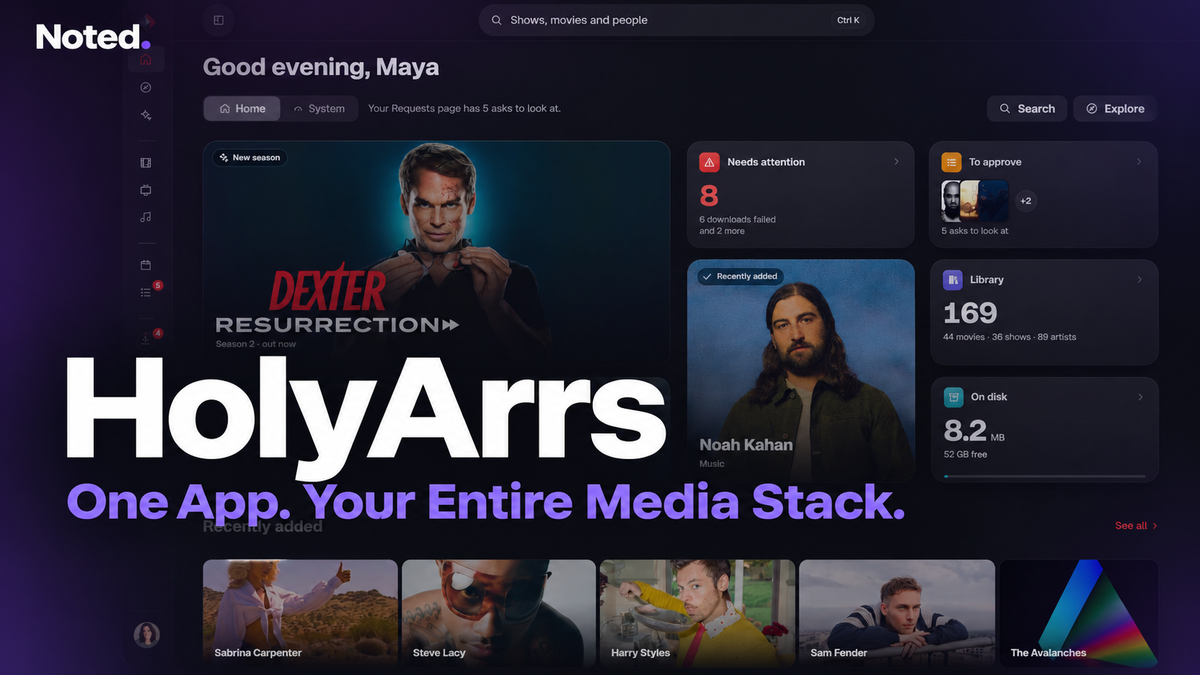 Noted.
Shows, movies and people
Ctrl K
Good evening, Maya
Home
System
Your Requests page has 5 asks to look at.
Search
Explore
New season
DEXTER
RESURRECTION
Season 2 - out now
Needs attention
8
6 downloads failed
and 2 more
To approve
+2
5 asks to look at
Recently added
Noah Kahan
Music
Library
169
44 movies · 36 shows · 89 artists
On disk
8.2 MB
52 GB free
5
4
HolyArrs
One App. Your Entire Media Stack.
Recently added
See all
Sabrina Carpenter
Steve Lacy
Harry Styles
Sam Fender
The Avalanches